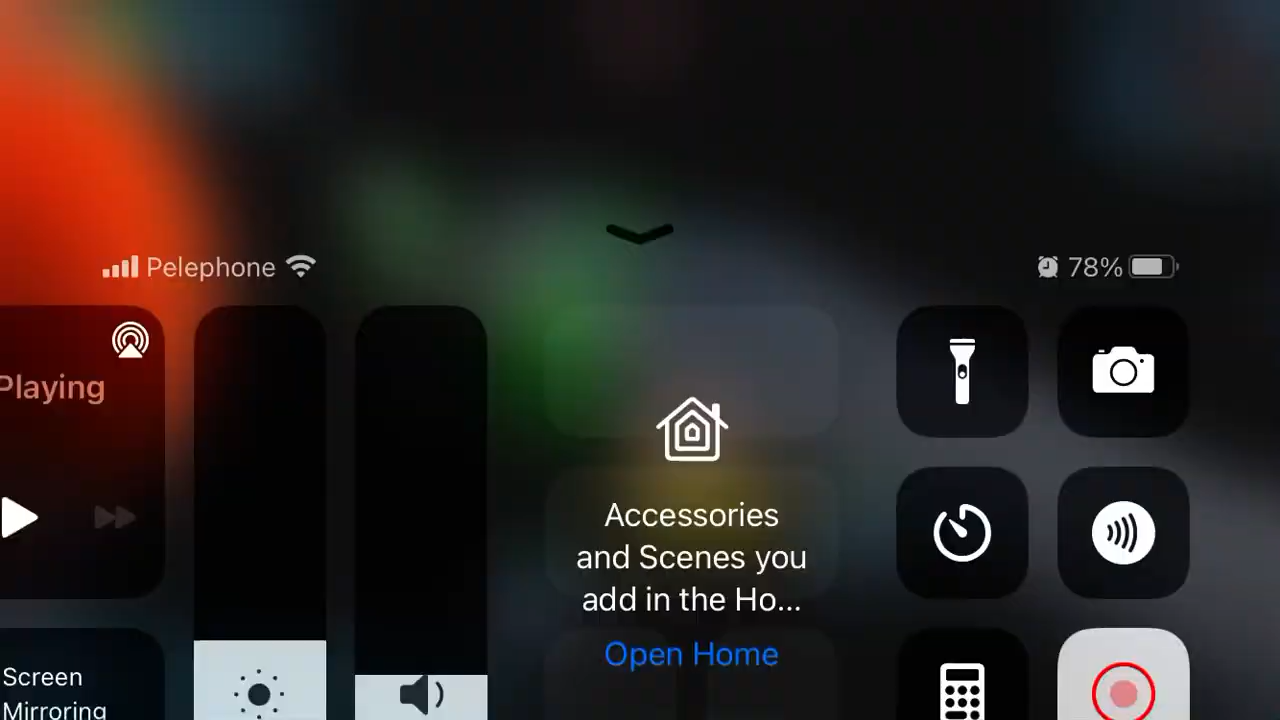 Pelephone
78%
Playing
Accessories
and Scenes you
add in the Ho...
Open Home
Screen
Mirroring